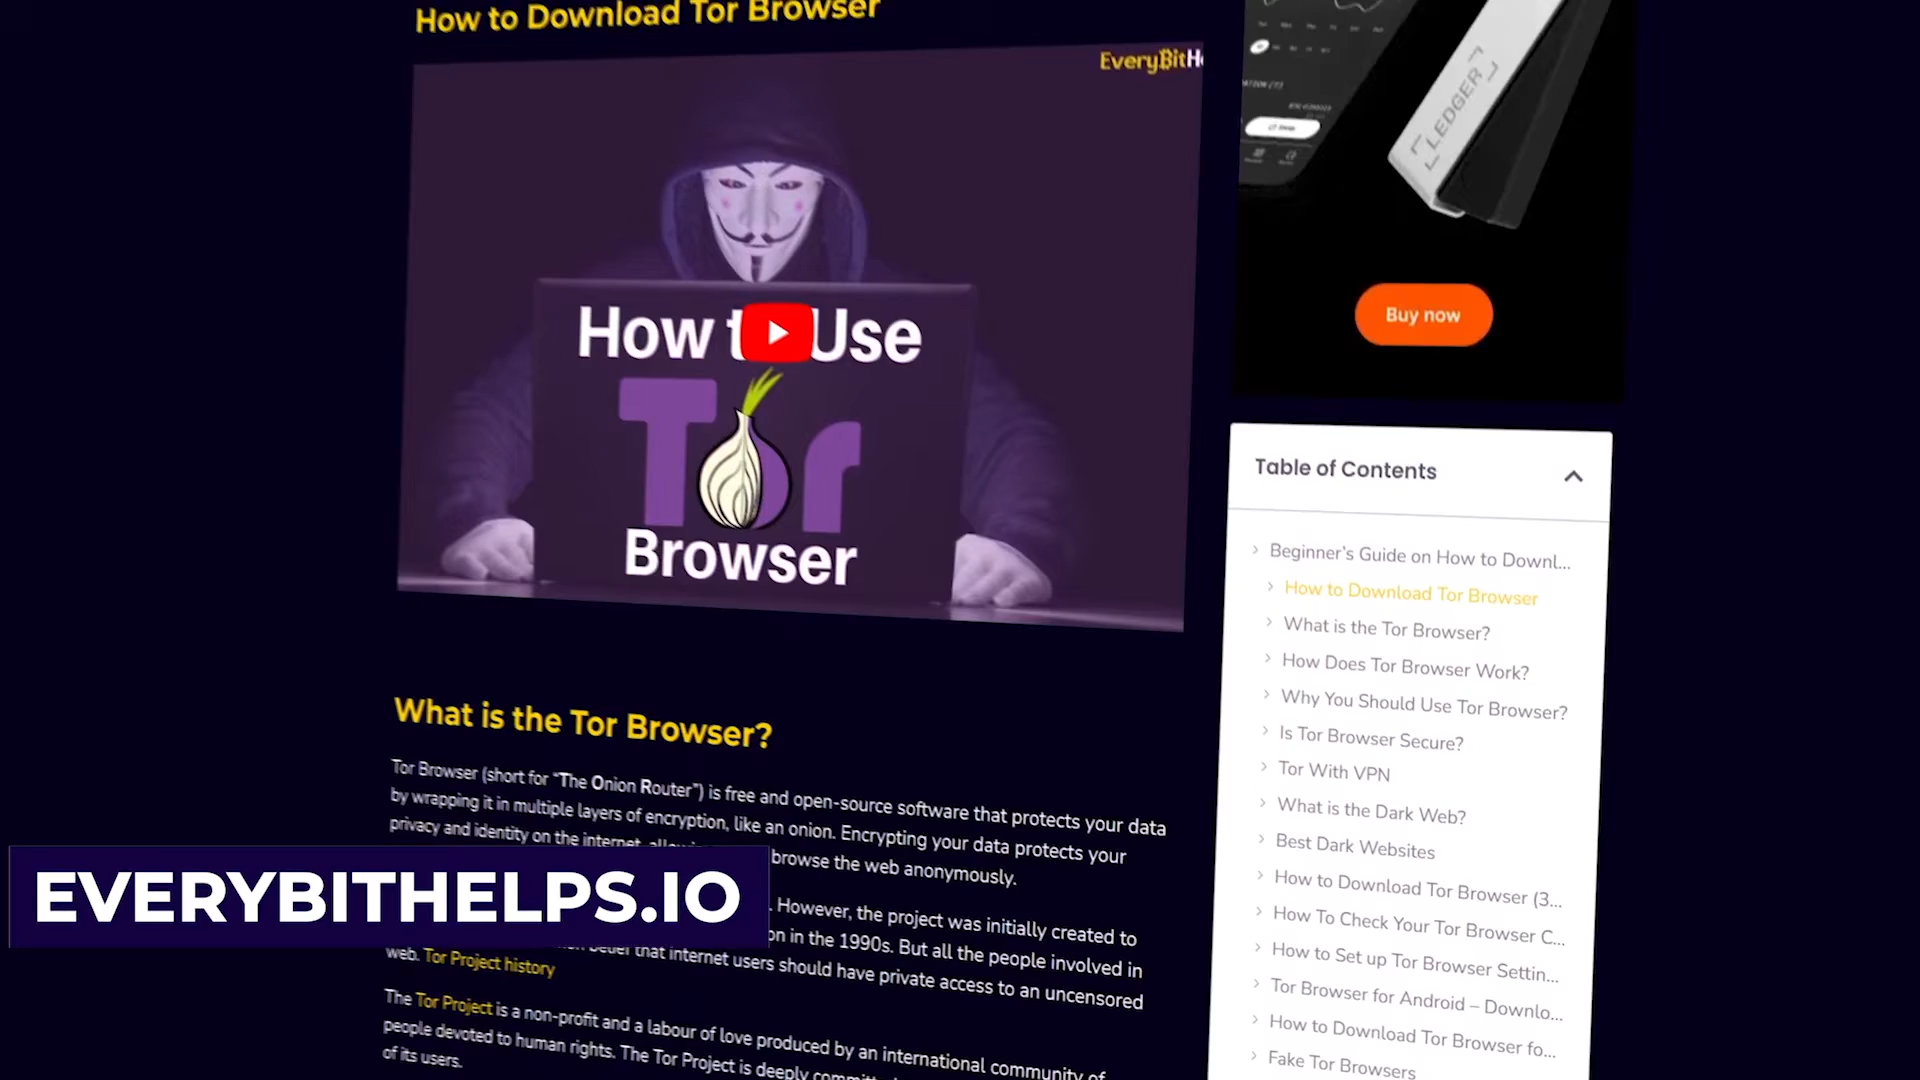 How to Download Tor Browser
EveryBitH
How t Use
Tor
Browser
LEDGER
Buy now
Table of Contents
Beginner's Guide on How to Downl...
How to Download Tor Browser
What is the Tor Browser?
How Does Tor Browser Work?
Why You Should Use Tor Browser?
Is Tor Browser Secure?
Tor With VPN
What is the Dark Web?
Best Dark Websites
How to Download Tor Browser (3...
How To Check Your Tor Browser C...
How to Set up Tor Browser Settin...
Tor Browser for Android – Downlo...
How to Download Tor Browser fo...
Fake Tor Browsers
What is the Tor Browser?
Tor Browser (short for “The Onion Router”) is free and open-source software that protects your data
by wrapping it in multiple layers of encryption, like an onion. Encrypting your data protects your
privacy and identity on the internet, browse the web anonymously.
. However, the project was initially created to
on in the 1990s. But all the people involved in
belief that internet users should have private access to an uncensored
web. Tor Project history
The Tor Project is a non-profit and a labour of love produced by an international community of
people devoted to human rights. The Tor Project is deeply
of its users.
EVERYBITHELPS.IO